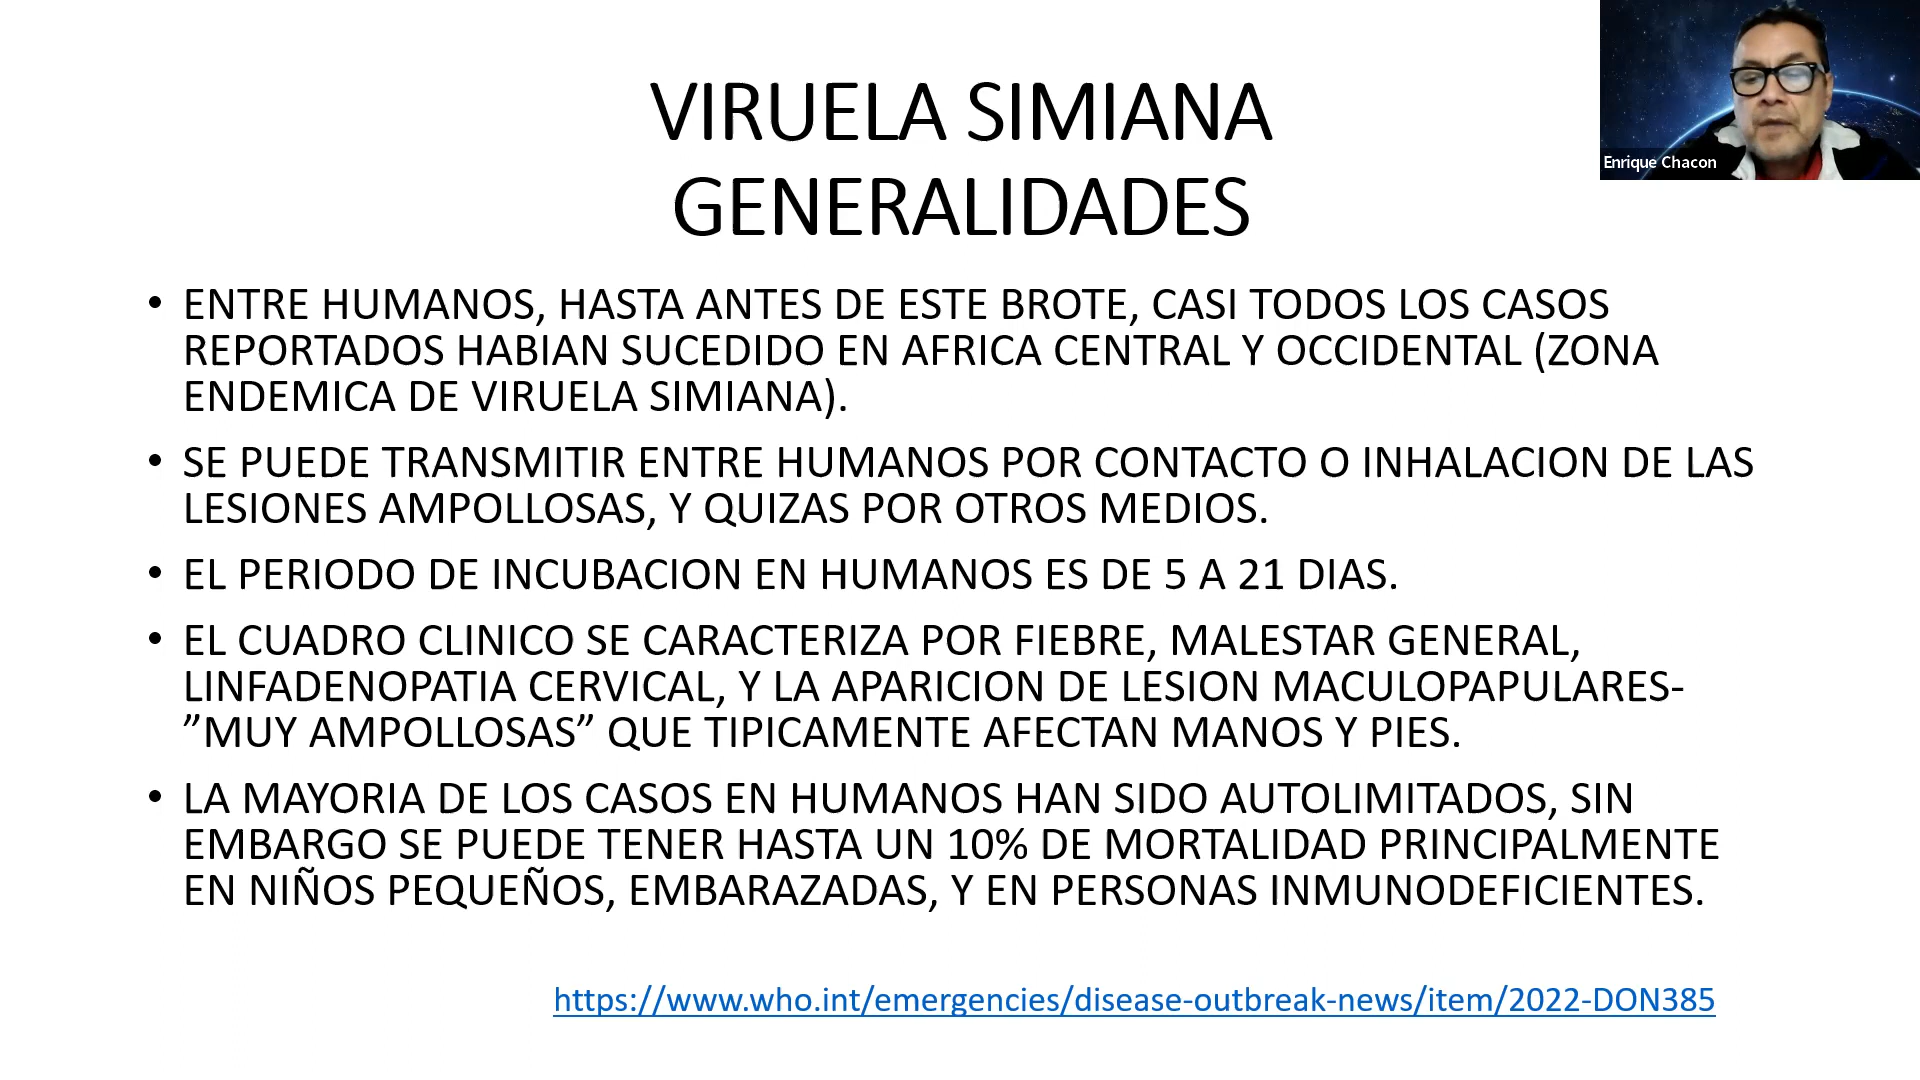 VIRUELA SIMIANA
GENERALIDADES
Enrique Chacon
• ENTRE HUMANOS, HASTA ANTES DE ESTE BROTE, CASI TODOS LOS CASOS
REPORTADOS HABIAN SUCEDIDO EN AFRICA CENTRAL Y OCCIDENTAL (ZONA
ENDEMICA DE VIRUELA SIMIANA).
• SE PUEDE TRANSMITIR ENTRE HUMANOS POR CONTACTO O INHALACION DE LAS
LESIONES AMPOLLOSAS, Y QUIZAS POR OTROS MEDIOS.
• EL PERIODO DE INCUBACION EN HUMANOS ES DE 5 A 21 DIAS.
• EL CUADRO CLINICO SE CARACTERIZA POR FIEBRE, MALESTAR GENERAL,
LINFADENOPATIA CERVICAL, Y LA APARICION DE LESION MACULOPAPULARES-
”MUY AMPOLLOSAS” QUE TIPICAMENTE AFECTAN MANOS Y PIES.
• LA MAYORIA DE LOS CASOS EN HUMANOS HAN SIDO AUTOLIMITADOS, SIN
EMBARGO SE PUEDE TENER HASTA UN 10% DE MORTALIDAD PRINCIPALMENTE
EN NIÑOS PEQUEÑOS, EMBARAZADAS, Y EN PERSONAS INMUNODEFICIENTES.
https://www.who.int/emergencies/disease-outbreak-news/item/2022-DON385